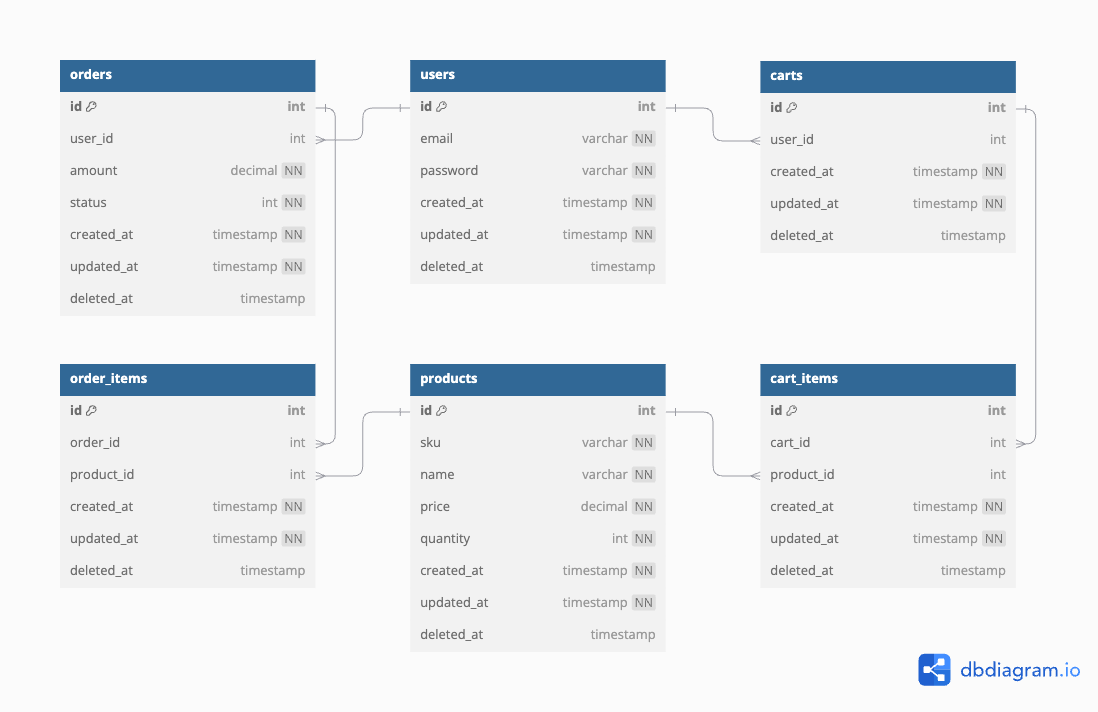 orders
id int
user_id int
amount decimal NN
status int NN
created_at timestamp NN
updated_at timestamp NN
deleted_at timestamp
users
id int
email varchar NN
password varchar NN
created_at timestamp NN
updated_at timestamp NN
deleted_at timestamp
carts
id int
user_id int
created_at timestamp NN
updated_at timestamp NN
deleted_at timestamp
order_items
id int
order_id int
product_id int
created_at timestamp NN
updated_at timestamp NN
deleted_at timestamp
products
id int
sku varchar NN
name varchar NN
price decimal NN
quantity int NN
created_at timestamp NN
updated_at timestamp NN
deleted_at timestamp
cart_items
id int
cart_id int
product_id int
created_at timestamp NN
updated_at timestamp NN
deleted_at timestamp
dbdiagram.io